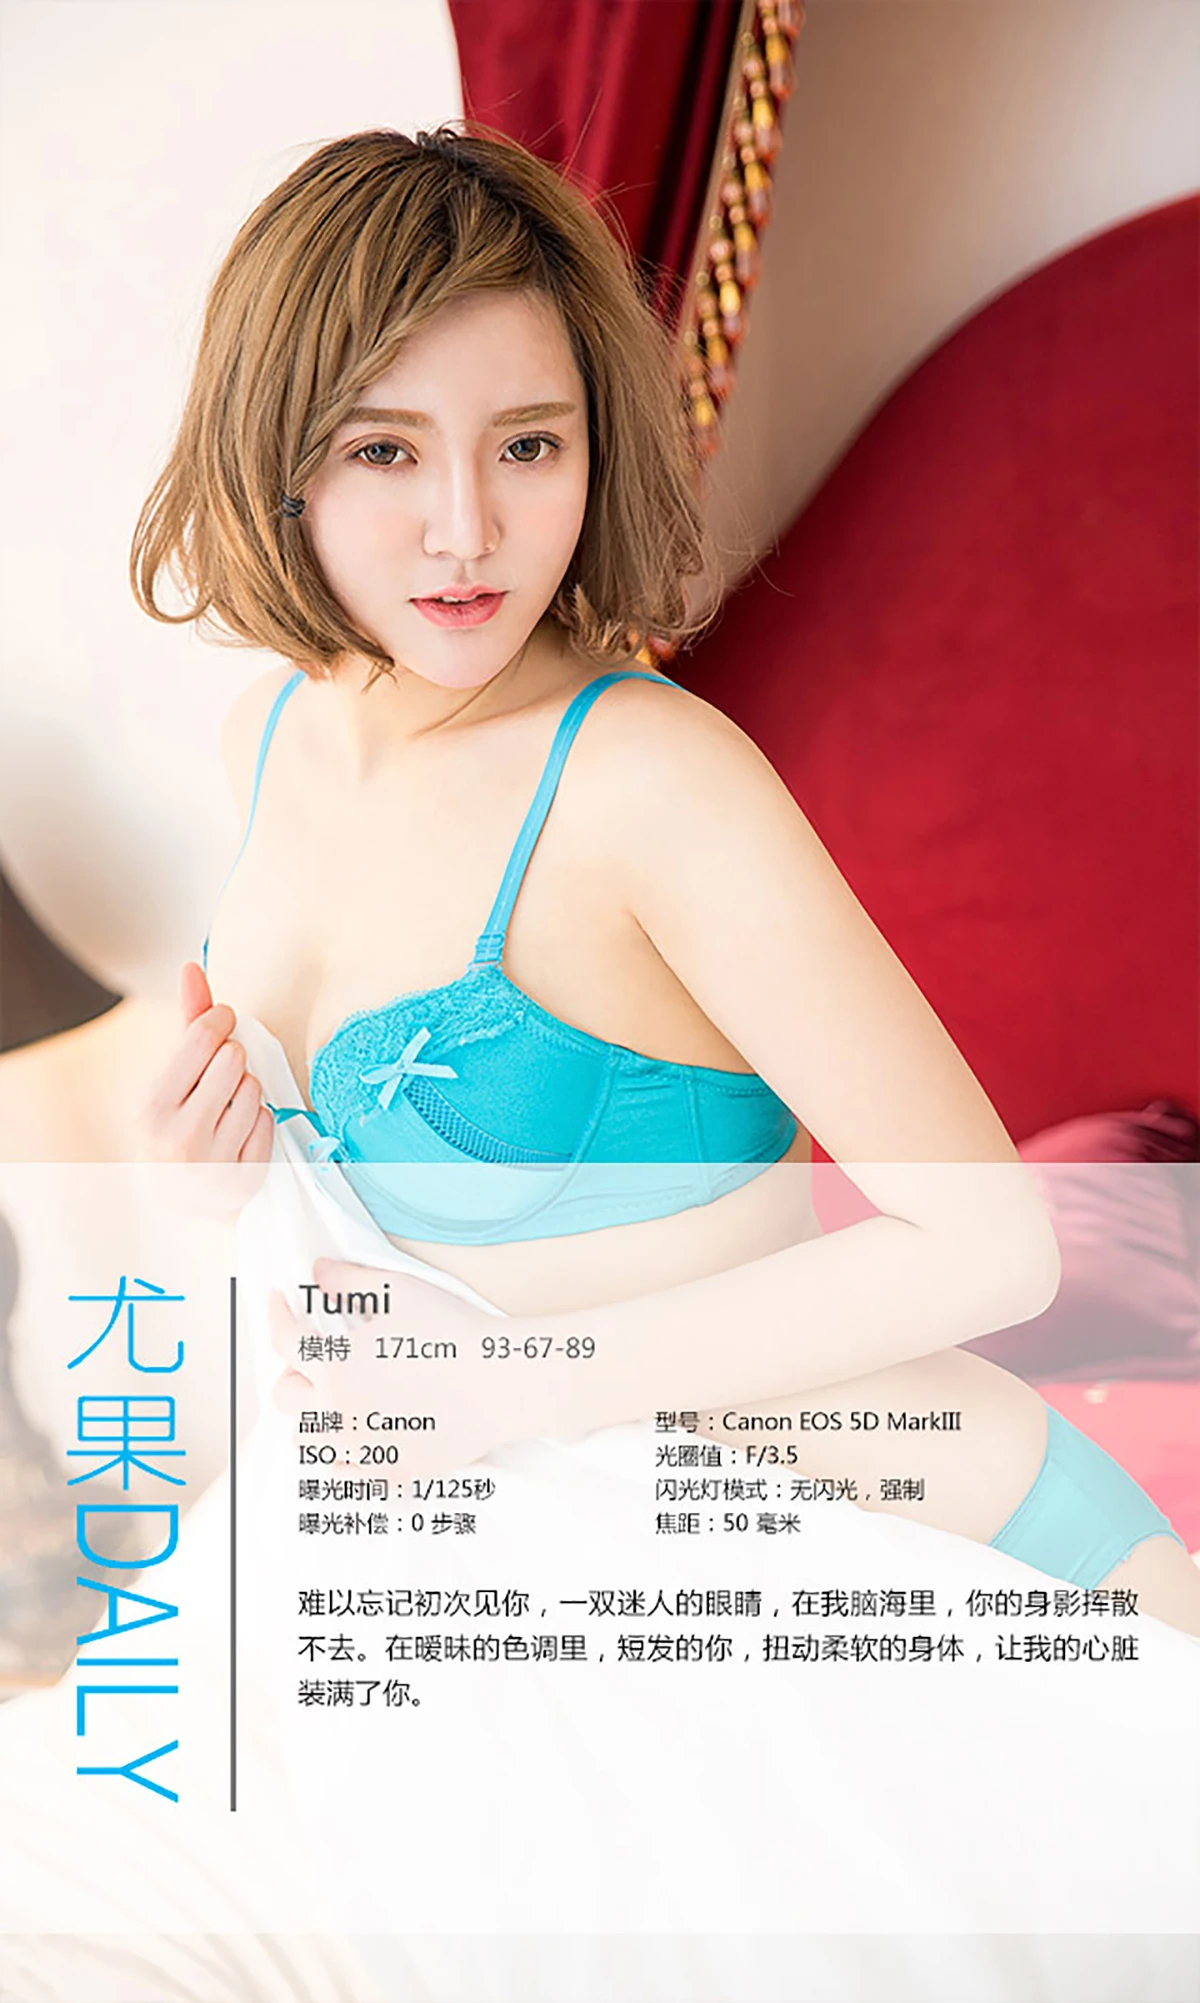 尤果DAILY
Tumi
模特 171cm 93-67-89
品牌：Canon 型号：Canon EOS 5D MarkIII
ISO：200 光圈值：F/3.5
曝光时间：1/125秒 闪光灯模式：无闪光，强制
曝光补偿：0 步骤 焦距：50 毫米
难以忘记初次见你，一双迷人的眼睛，在我脑海里，你的身影挥散
不去。在暧昧的色调里，短发的你，扭动柔软的身体，让我的心脏
装满了你。